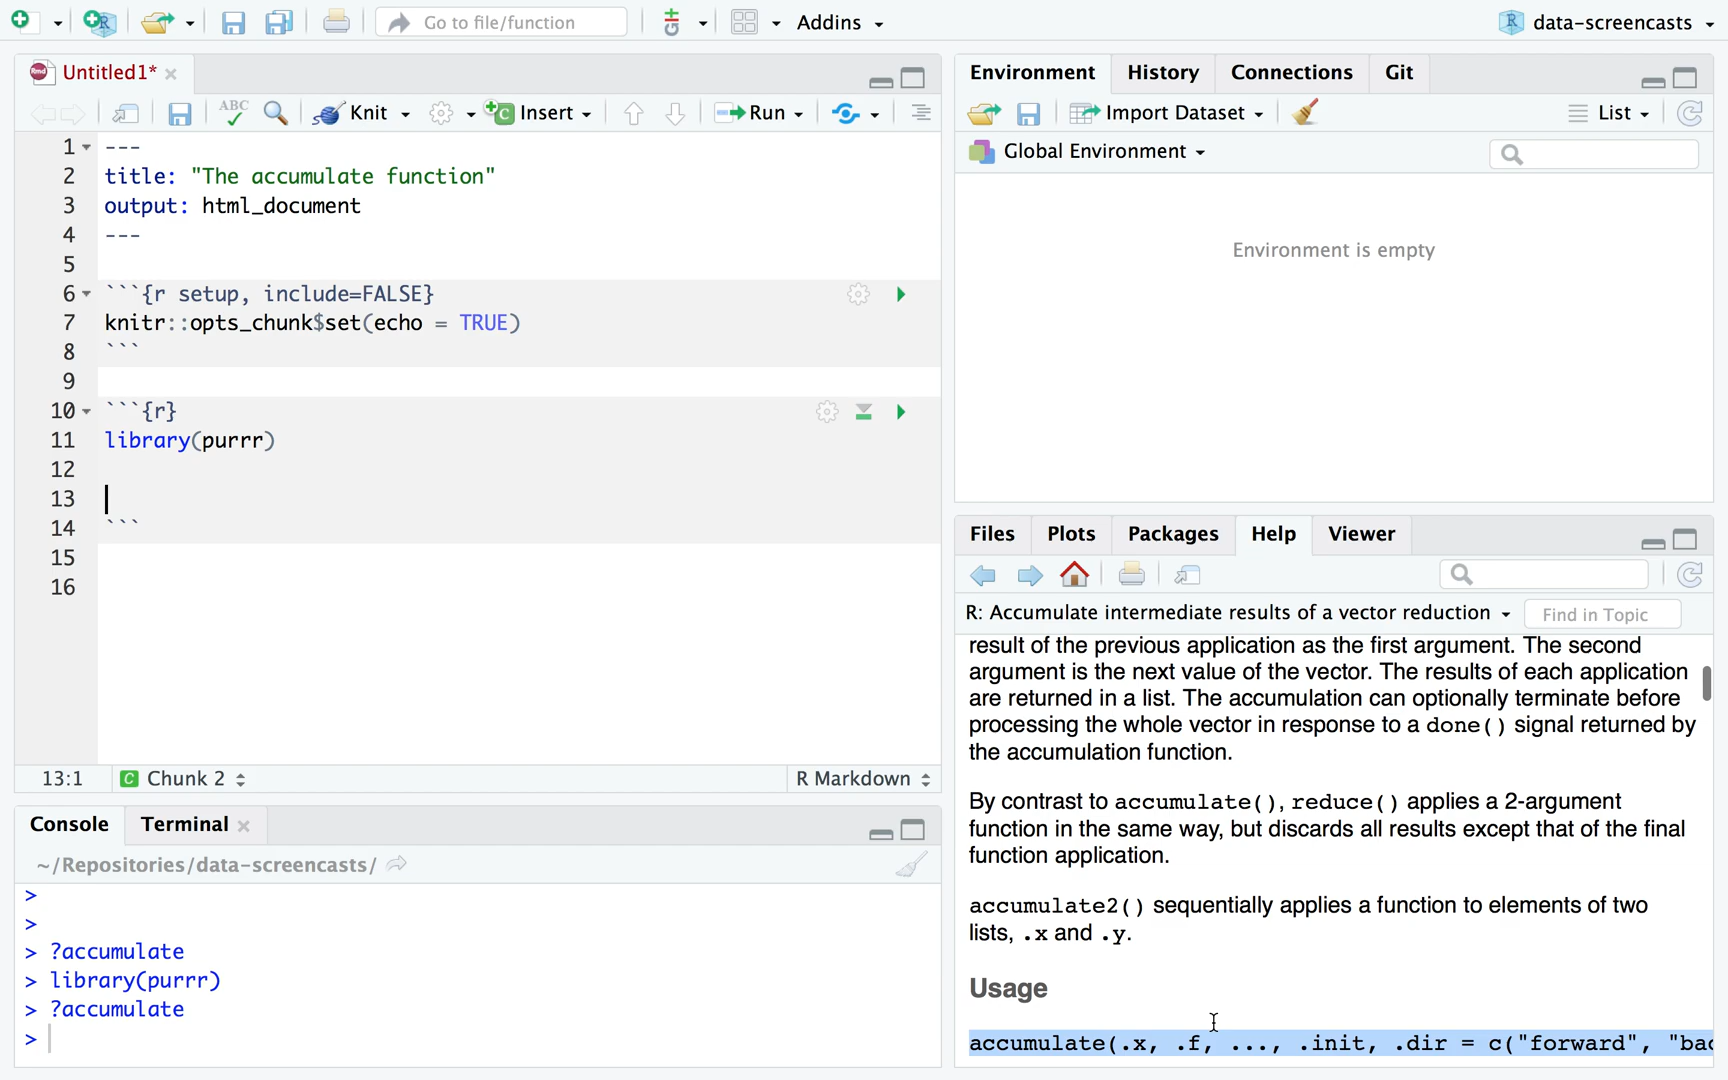 Go to file/function
Addins
data-screencasts
Untitled1*
ABC
Knit
Insert
Run
1 ---
2 title: "The accumulate function"
3 output: html_document
4 ---
5
6 ```{r setup, include=FALSE}
7 knitr::opts_chunk$set(echo = TRUE)
8 ```
9
10 ```{r}
11 library(purrr)
12
13
14 ```
15
16
13:1 Chunk 2 R Markdown
Console Terminal
~/Repositories/data-screencasts/
>
>
> ?accumulate
> library(purrr)
> ?accumulate
>
Environment History Connections Git
Import Dataset List
Global Environment
Environment is empty
Files Plots Packages Help Viewer
R: Accumulate intermediate results of a vector reduction Find in Topic
result of the previous application as the first argument. The second
argument is the next value of the vector. The results of each application
are returned in a list. The accumulation can optionally terminate before
processing the whole vector in response to a done() signal returned by
the accumulation function.
By contrast to accumulate(), reduce() applies a 2-argument
function in the same way, but discards all results except that of the final
function application.
accumulate2() sequentially applies a function to elements of two
lists, .x and .y.
Usage
accumulate(.x, .f, ..., .init, .dir = c("forward", "bac